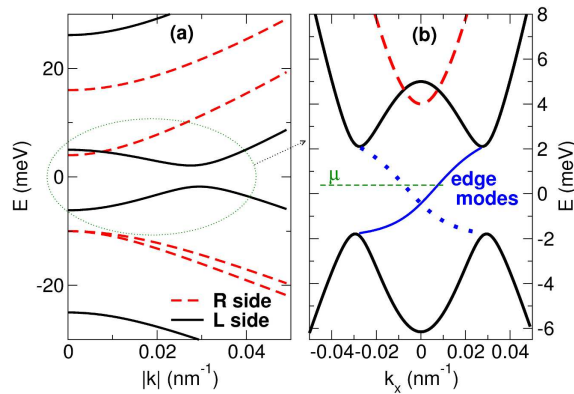 (a)
20
0
-20
E (meV)
R side
L side
0
0.02
0.04
|k| (nm⁻¹)
(b)
8
6
4
2
0
-2
-4
-6
E (meV)
μ
edge
modes
-0.04
-0.02
0
0.02
0.04
kₓ (nm⁻¹)